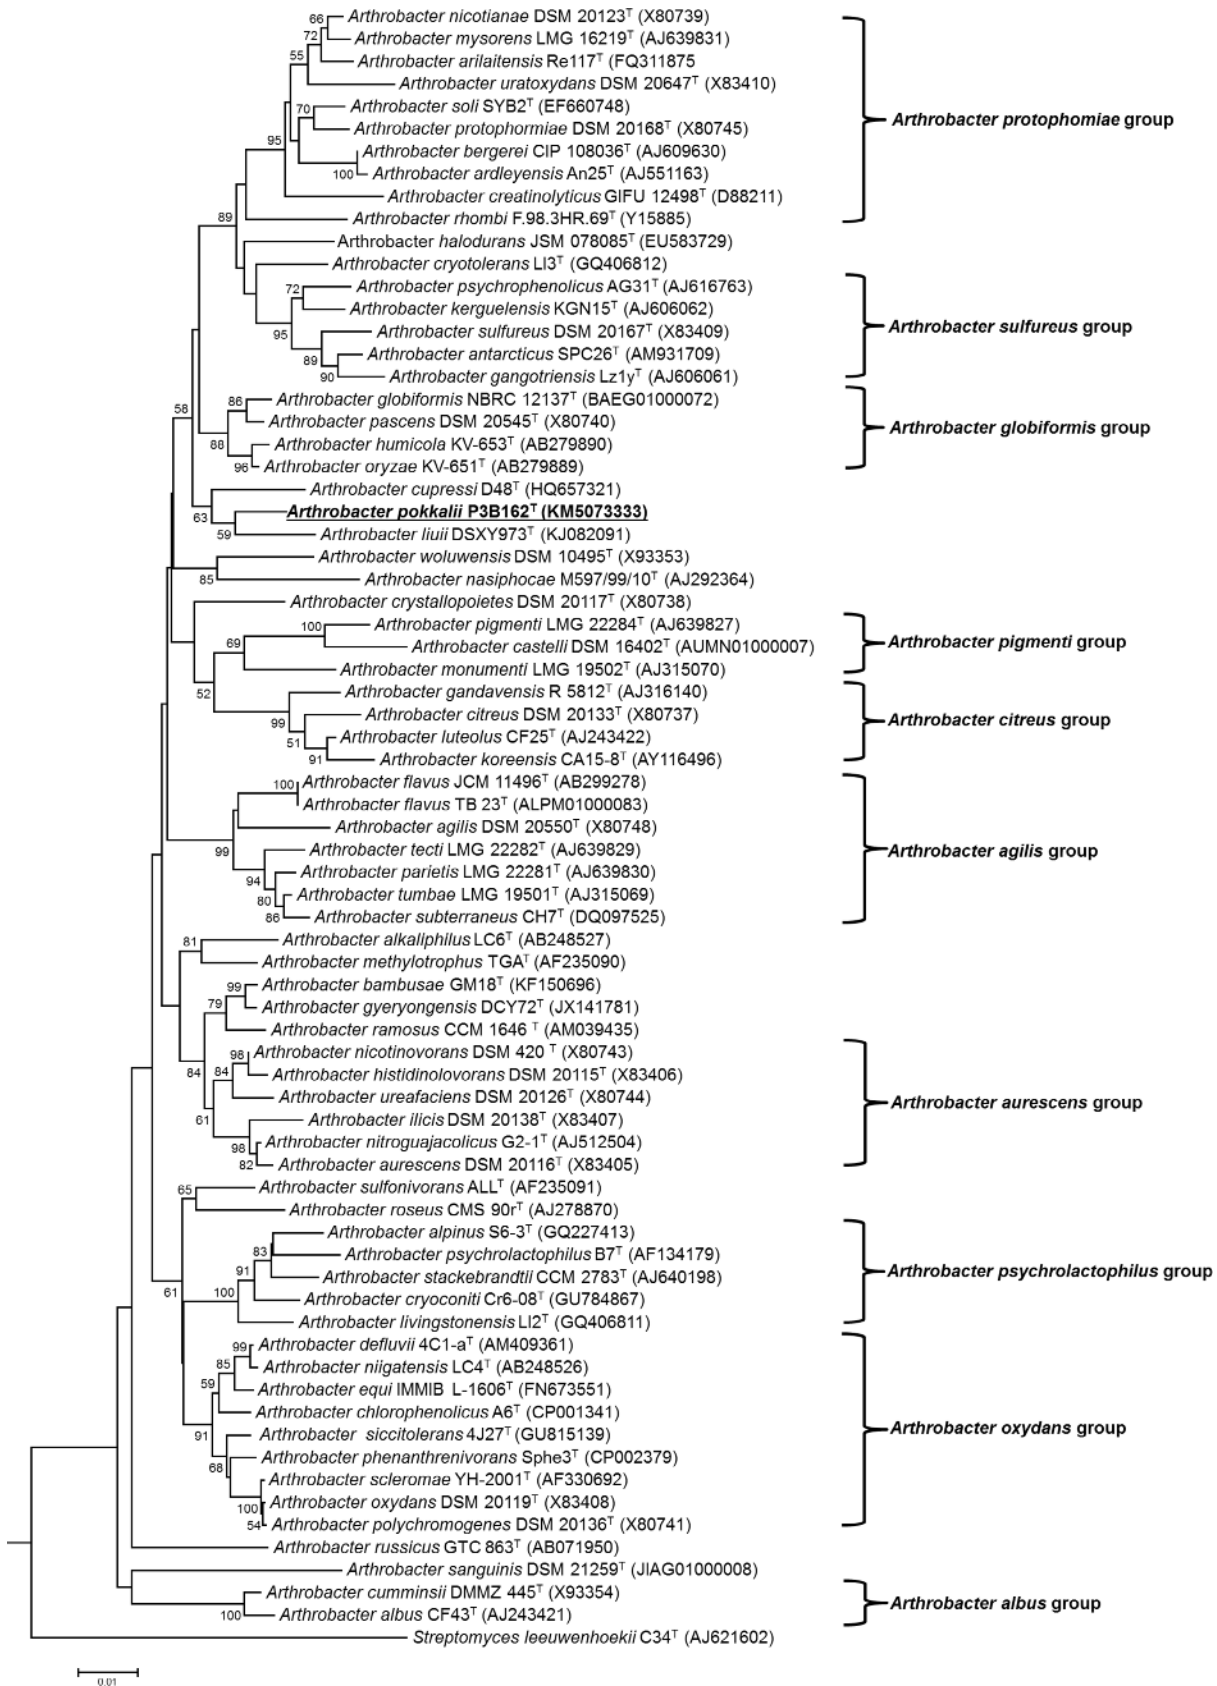 66 Arthrobacter nicotianae DSM 20123ᵀ (X80739)
72 Arthrobacter mysorens LMG 16219ᵀ (AJ639831)
55 Arthrobacter arilaitensis Re117ᵀ (FQ311875
Arthrobacter uratoxydans DSM 20647ᵀ (X83410)
70 Arthrobacter soli SYB2ᵀ (EF660748)
Arthrobacter protophormiae DSM 20168ᵀ (X80745)
Arthrobacter protophomiae group
95 Arthrobacter bergerei CIP 108036ᵀ (AJ609630)
100 Arthrobacter ardleyensis An25ᵀ (AJ551163)
Arthrobacter creatinolyticus GIFU 12498ᵀ (D88211)
89 Arthrobacter rhombi F.98.3HR.69ᵀ (Y15885)
Arthrobacter halodurans JSM 078085ᵀ (EU583729)
Arthrobacter cryotolerans LI3ᵀ (GQ406812)
72 Arthrobacter psychrophenolicus AG31ᵀ (AJ616763)
Arthrobacter kerguelensis KGN15ᵀ (AJ606062)
95 Arthrobacter sulfureus DSM 20167ᵀ (X83409)
Arthrobacter sulfureus group
89 Arthrobacter antarcticus SPC26ᵀ (AM931709)
90 Arthrobacter gangotriensis Lz1yᵀ (AJ606061)
86 Arthrobacter globiformis NBRC 12137ᵀ (BAEG01000072)
58 Arthrobacter pascens DSM 20545ᵀ (X80740)
Arthrobacter globiformis group
88 Arthrobacter humicola KV-653ᵀ (AB279890)
96 Arthrobacter oryzae KV-651ᵀ (AB279889)
Arthrobacter cupressi D48ᵀ (HQ657321)
63 Arthrobacter pokkalii P3B162ᵀ (KM5073333)
59 Arthrobacter liuii DSXY973ᵀ (KJ082091)
Arthrobacter woluwensis DSM 10495ᵀ (X93353)
85 Arthrobacter nasiphocae M597/99/10ᵀ (AJ292364)
Arthrobacter crystallopoietes DSM 20117ᵀ (X80738)
100 Arthrobacter pigmenti LMG 22284ᵀ (AJ639827)
69 Arthrobacter castelli DSM 16402ᵀ (AUMN01000007)
Arthrobacter pigmenti group
Arthrobacter monumenti LMG 19502ᵀ (AJ315070)
52 Arthrobacter gandavensis R 5812ᵀ (AJ316140)
99 Arthrobacter citreus DSM 20133ᵀ (X80737)
Arthrobacter citreus group
51 Arthrobacter luteolus CF25ᵀ (AJ243422)
91 Arthrobacter koreensis CA15-8ᵀ (AY116496)
100 Arthrobacter flavus JCM 11496ᵀ (AB299278)
Arthrobacter flavus TB 23ᵀ (ALPM01000083)
Arthrobacter agilis DSM 20550ᵀ (X80748)
99 Arthrobacter tecti LMG 22282ᵀ (AJ639829)
Arthrobacter agilis group
94 Arthrobacter parietis LMG 22281ᵀ (AJ639830)
80 Arthrobacter tumbae LMG 19501ᵀ (AJ315069)
86 Arthrobacter subterraneus CH7ᵀ (DQ097525)
81 Arthrobacter alkaliphilus LC6ᵀ (AB248527)
Arthrobacter methylotrophus TGAᵀ (AF235090)
99 Arthrobacter bambusae GM18ᵀ (KF150696)
79 Arthrobacter gyeryongensis DCY72ᵀ (JX141781)
Arthrobacter ramosus CCM 1646 ᵀ (AM039435)
98 Arthrobacter nicotinovorans DSM 420 ᵀ (X80743)
84 84 Arthrobacter histidinolovorans DSM 20115ᵀ (X83406)
Arthrobacter ureafaciens DSM 20126ᵀ (X80744)
Arthrobacter aurescens group
61 Arthrobacter ilicis DSM 20138ᵀ (X83407)
98 Arthrobacter nitroguajacolicus G2-1ᵀ (AJ512504)
82 Arthrobacter aurescens DSM 20116ᵀ (X83405)
65 Arthrobacter sulfonivorans ALLᵀ (AF235091)
Arthrobacter roseus CMS 90rᵀ (AJ278870)
Arthrobacter alpinus S6-3ᵀ (GQ227413)
83 Arthrobacter psychrolactophilus B7ᵀ (AF134179)
91 Arthrobacter stackebrandtii CCM 2783ᵀ (AJ640198)
Arthrobacter psychrolactophilus group
61 100 Arthrobacter cryoconiti Cr6-08ᵀ (GU784867)
Arthrobacter livingstonensis LI2ᵀ (GQ406811)
99 Arthrobacter defluvii 4C1-aᵀ (AM409361)
85 Arthrobacter niigatensis LC4ᵀ (AB248526)
59 Arthrobacter equi IMMIB L-1606ᵀ (FN673551)
Arthrobacter chlorophenolicus A6ᵀ (CP001341)
Arthrobacter oxydans group
91 Arthrobacter siccitolerans 4J27ᵀ (GU815139)
68 Arthrobacter phenanthrenivorans Sphe3ᵀ (CP002379)
Arthrobacter scleromae YH-2001ᵀ (AF330692)
100 Arthrobacter oxydans DSM 20119ᵀ (X83408)
54 Arthrobacter polychromogenes DSM 20136ᵀ (X80741)
Arthrobacter russicus GTC 863ᵀ (AB071950)
Arthrobacter sanguinis DSM 21259ᵀ (JIAG01000008)
Arthrobacter cumminsii DMMZ 445ᵀ (X93354)
Arthrobacter albus group
100 Arthrobacter albus CF43ᵀ (AJ243421)
Streptomyces leeuwenhoekii C34ᵀ (AJ621602)
0.01